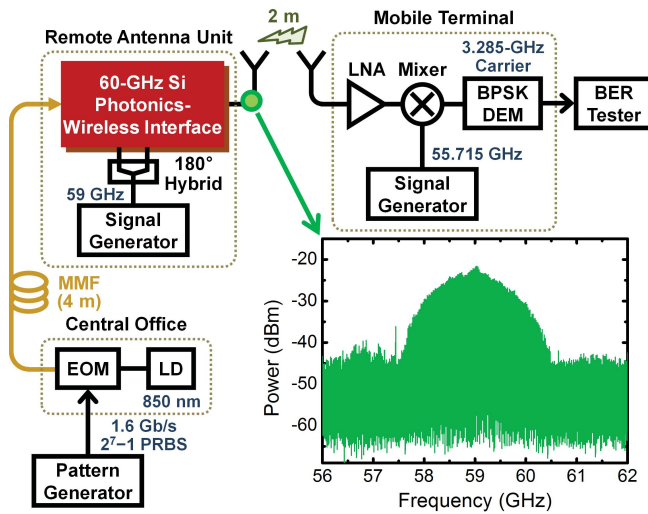 Remote Antenna Unit
2 m
Mobile Terminal
60-GHz Si
Photonics-
Wireless Interface
180°
Hybrid
59 GHz
Signal
Generator
LNA
Mixer
3.285-GHz
Carrier
BPSK
DEM
BER
Tester
55.715 GHz
Signal
Generator
MMF
(4 m)
Central Office
EOM
LD
850 nm
1.6 Gb/s
2⁷−1 PRBS
Pattern
Generator
Power (dBm)
-20
-30
-40
-50
-60
56 57 58 59 60 61 62
Frequency (GHz)